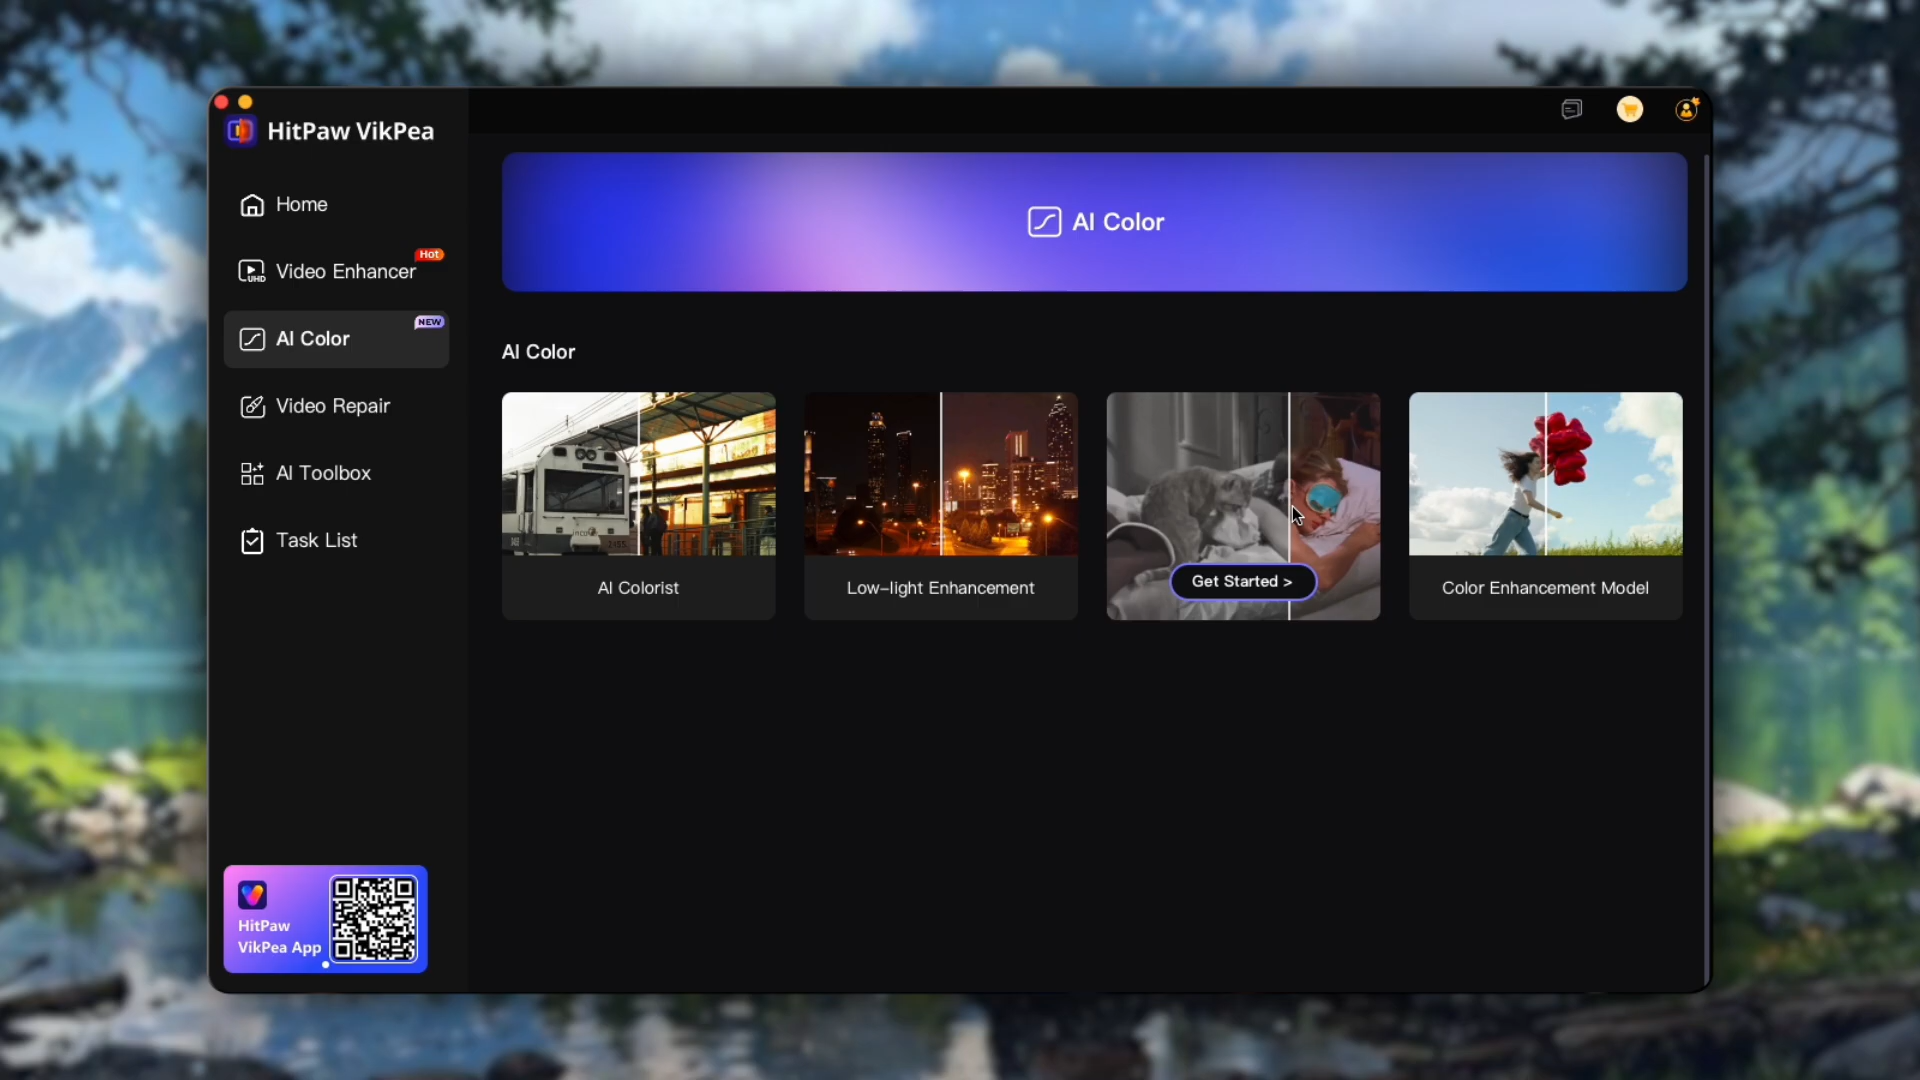 HitPaw VikPea
Home
Video Enhancer
Hot
UHD
AI Color
NEW
Video Repair
AI Toolbox
Task List
HitPaw
VikPea App
AI Color
AI Color
AI Colorist
Low-light Enhancement
Get Started >
Color Enhancement Model